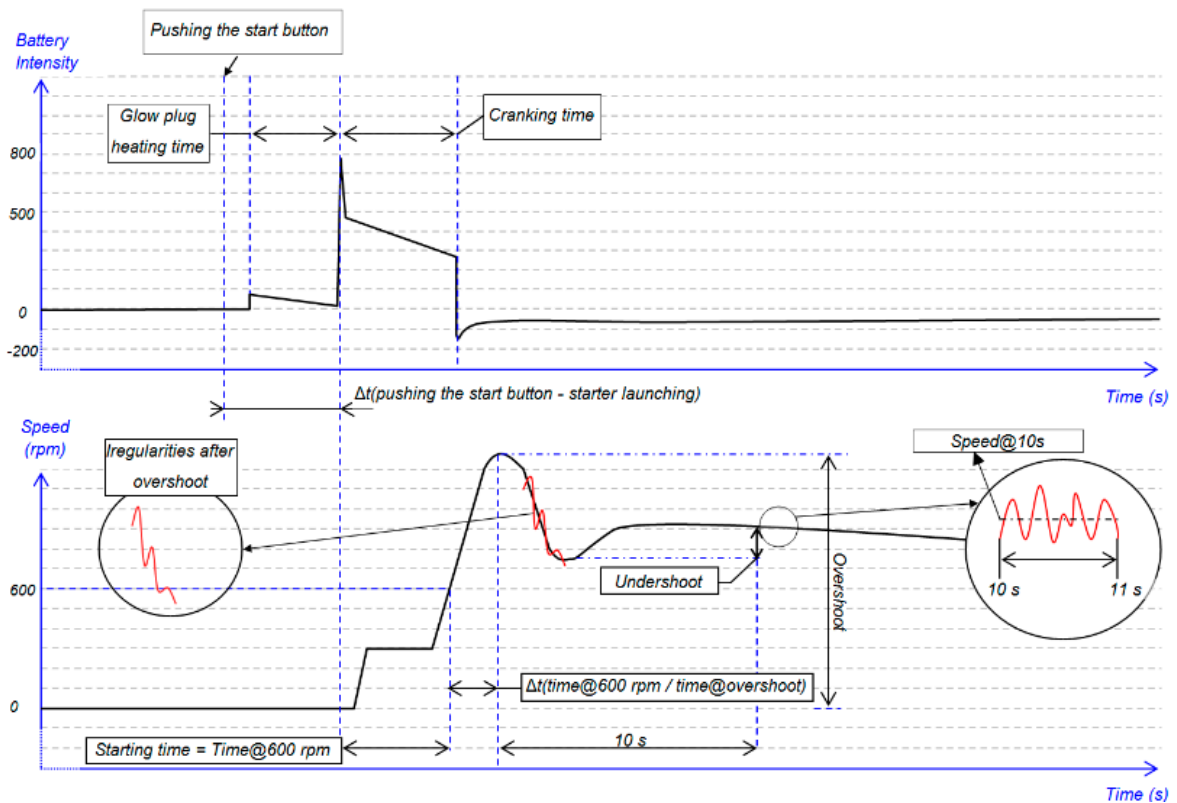 Pushing the start button
Battery
Intensity
Glow plug
heating time
Cranking time
800
500
0
-200
Time (s)
Δt(pushing the start button - starter launching)
Speed
(rpm)
Irregularities after
overshoot
Speed@10s
600
Undershoot
Overshoot
10 s
11 s
Δt(time@600 rpm / time@overshoot)
0
Starting time = Time@600 rpm
10 s
Time (s)